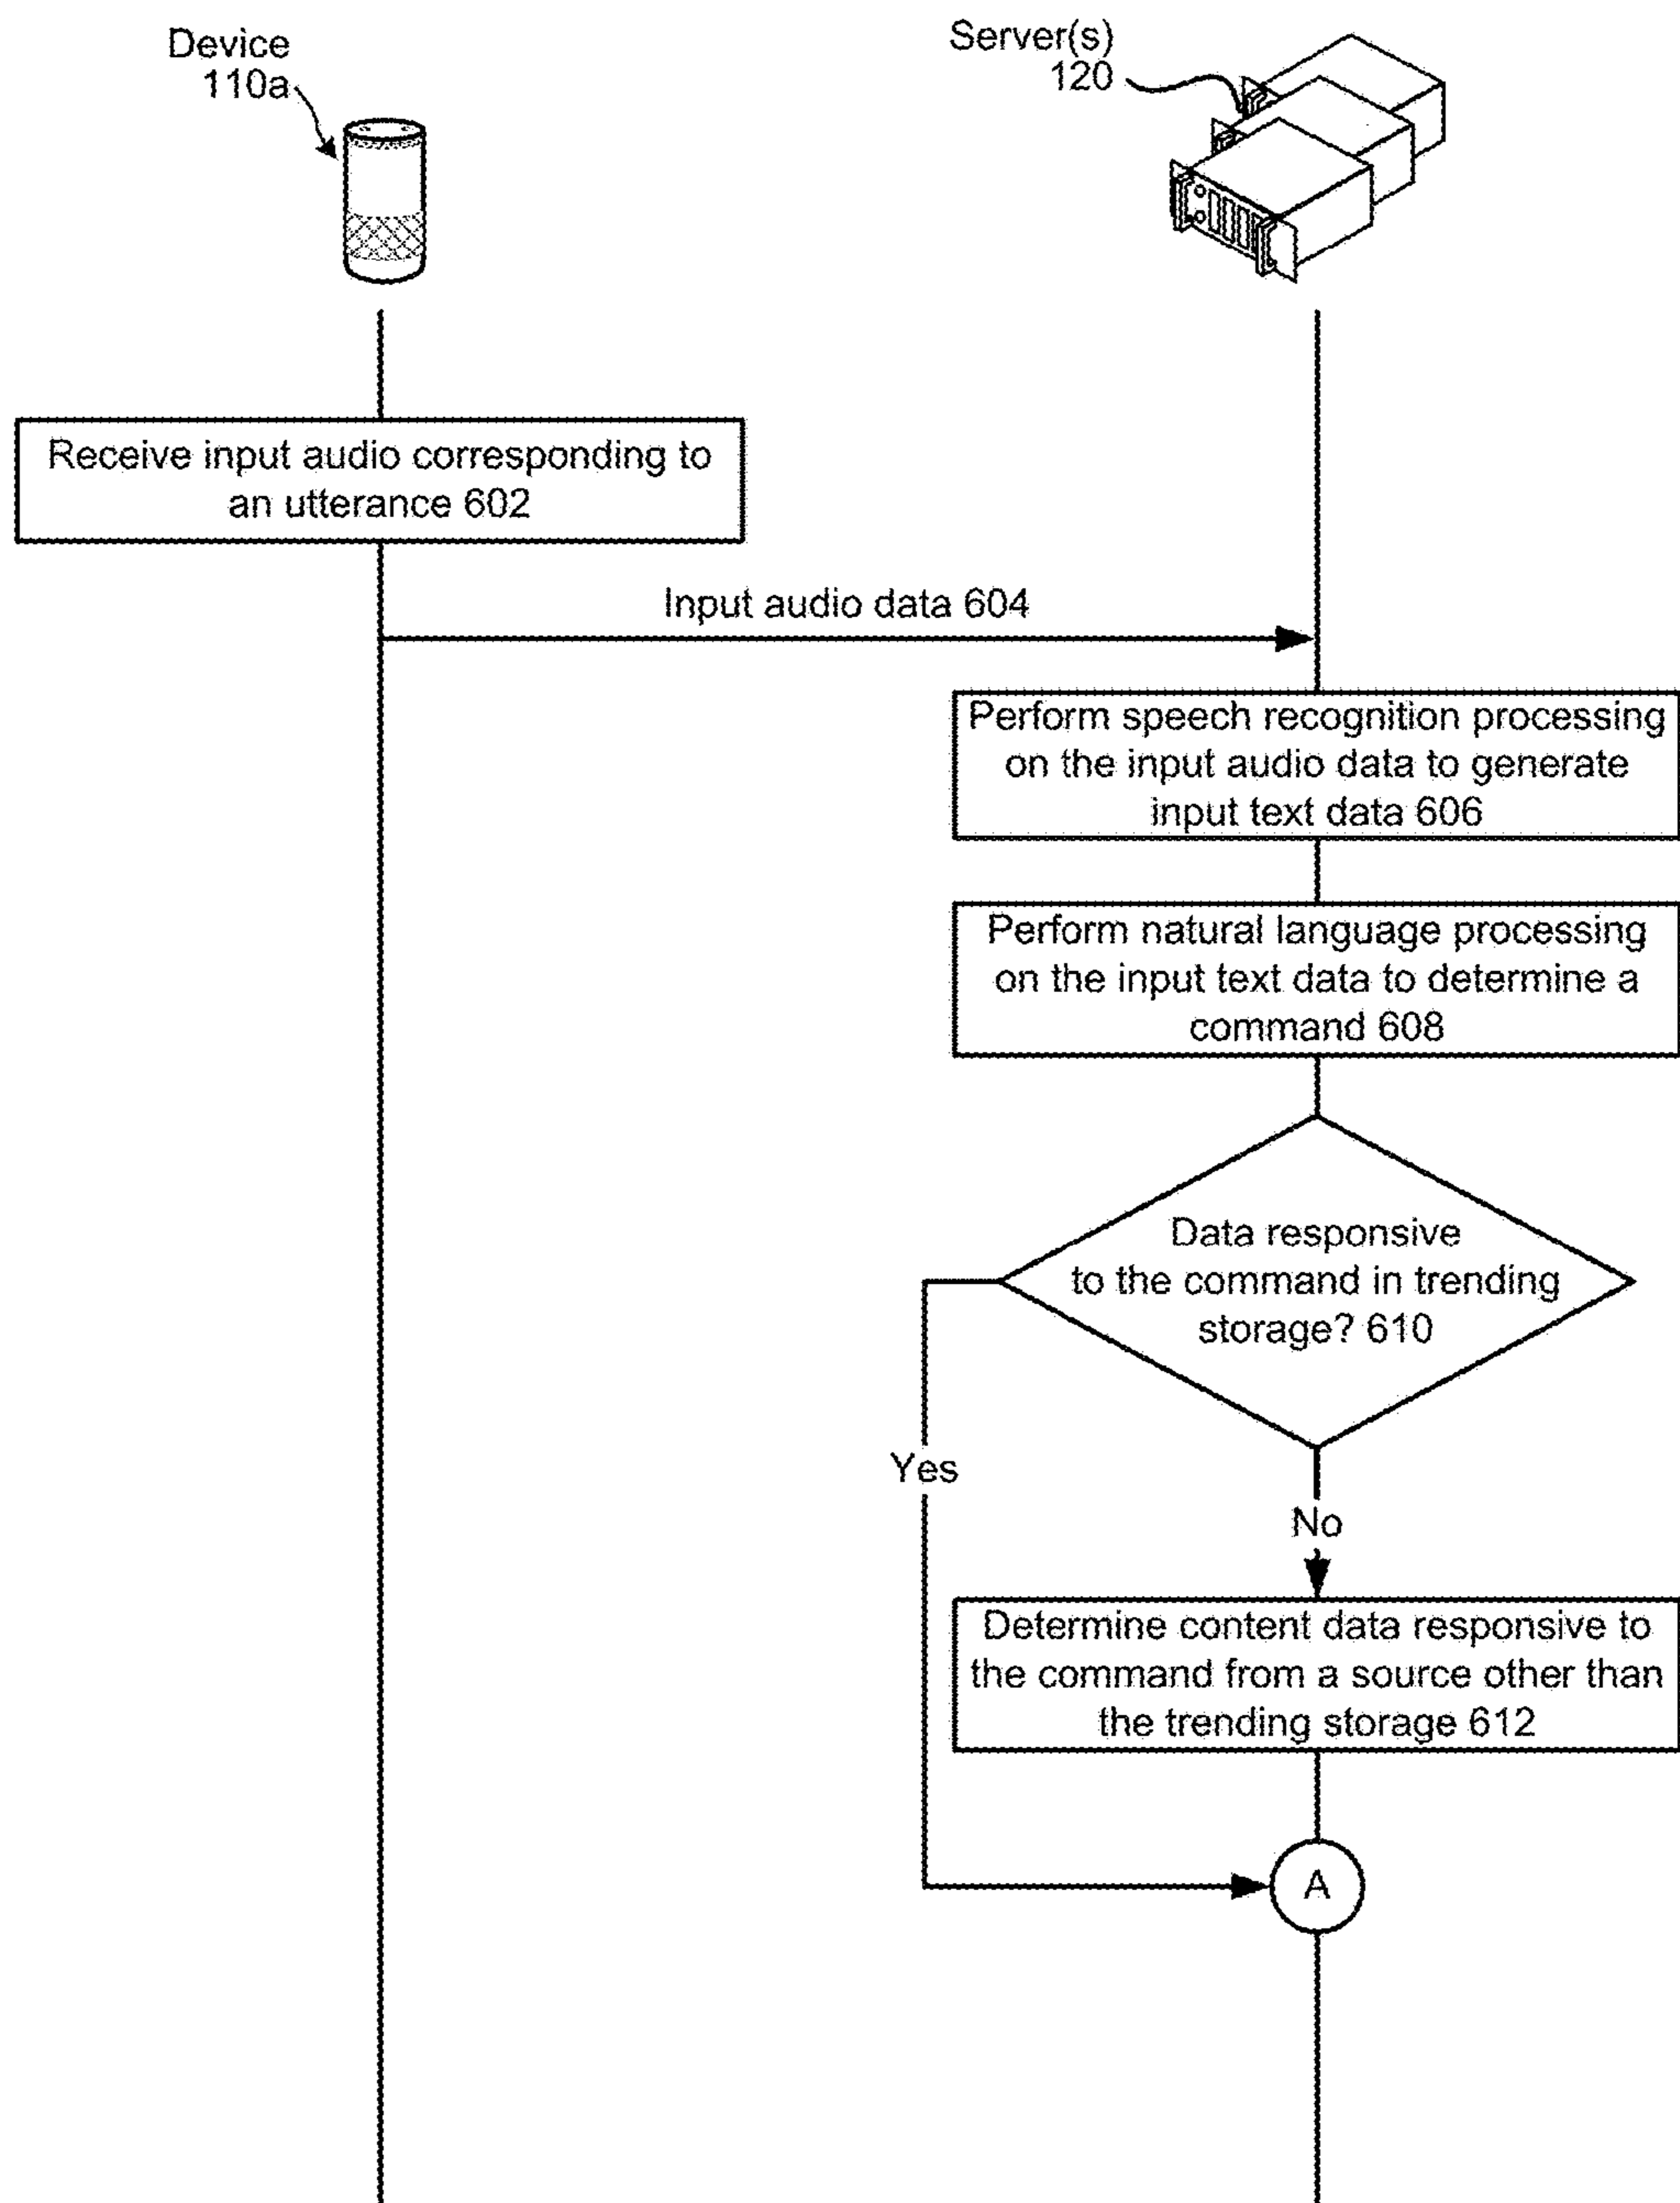 Device
110a
Server(s)
120
Receive input audio corresponding to
an utterance 602
Input audio data 604
Perform speech recognition processing
on the input audio data to generate
input text data 606
Perform natural language processing
on the input text data to determine a
command 608
Data responsive
to the command in trending
storage? 610
Yes
No
Determine content data responsive to
the command from a source other than
the trending storage 612
A